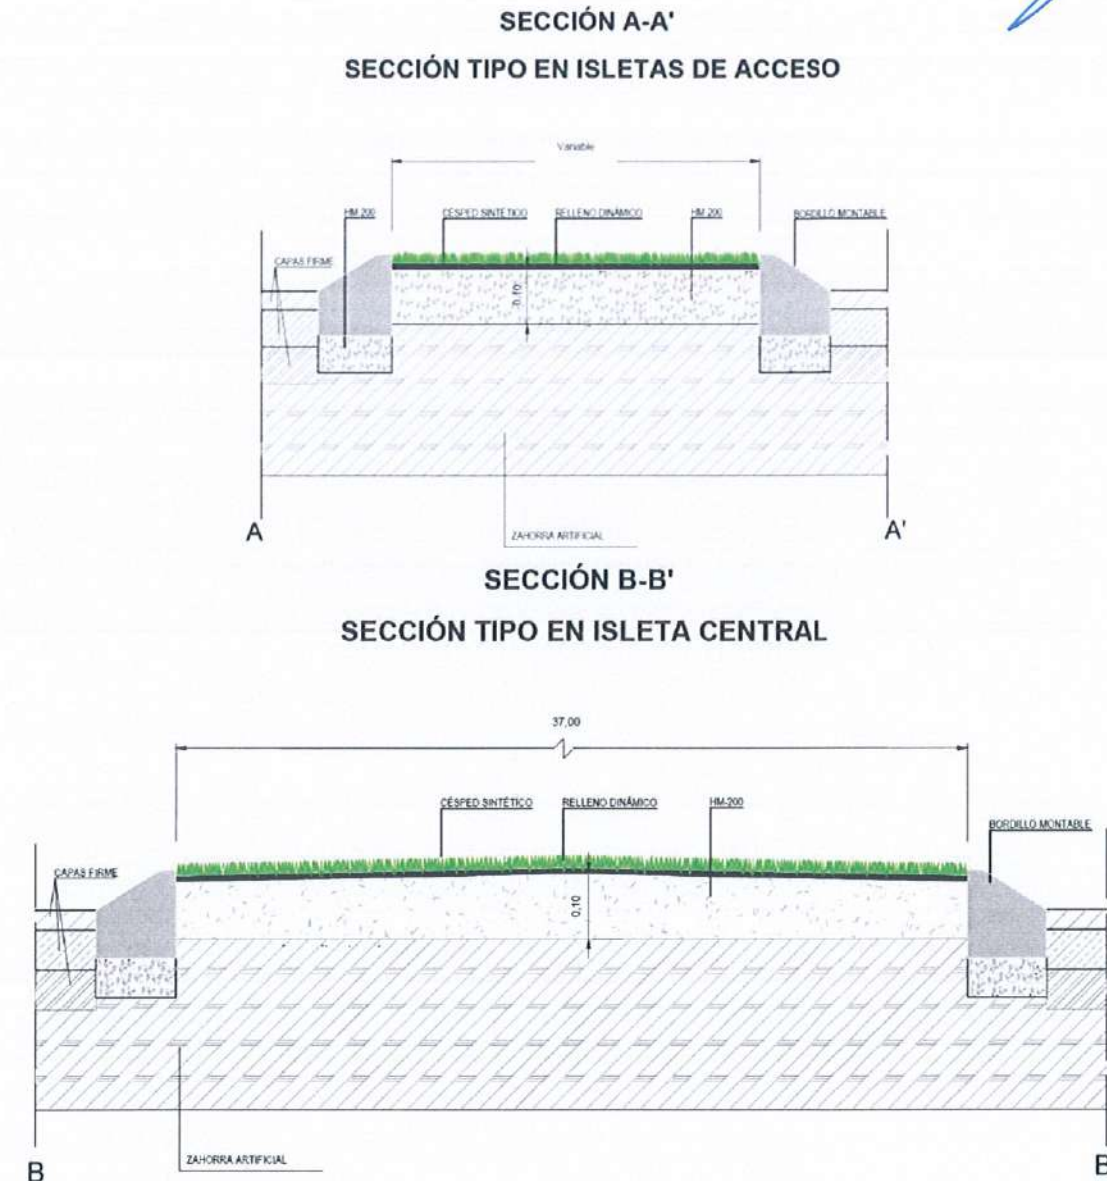 SECCIÓN A-A'
SECCIÓN TIPO EN ISLETAS DE ACCESO
Variable
HM 200 CÉSPED SINTÉTICO RELLENO DINÁMICO HM 200 BORDILLO MONTABLE
CAPAS FIRME
0,10
A A'
ZAHORRA ARTIFICIAL
SECCIÓN B-B'
SECCIÓN TIPO EN ISLETA CENTRAL
37,00
CÉSPED SINTÉTICO RELLENO DINÁMICO HM-200
BORDILLO MONTABLE
CAPAS FIRME
0,10
ZAHORRA ARTIFICIAL
B B